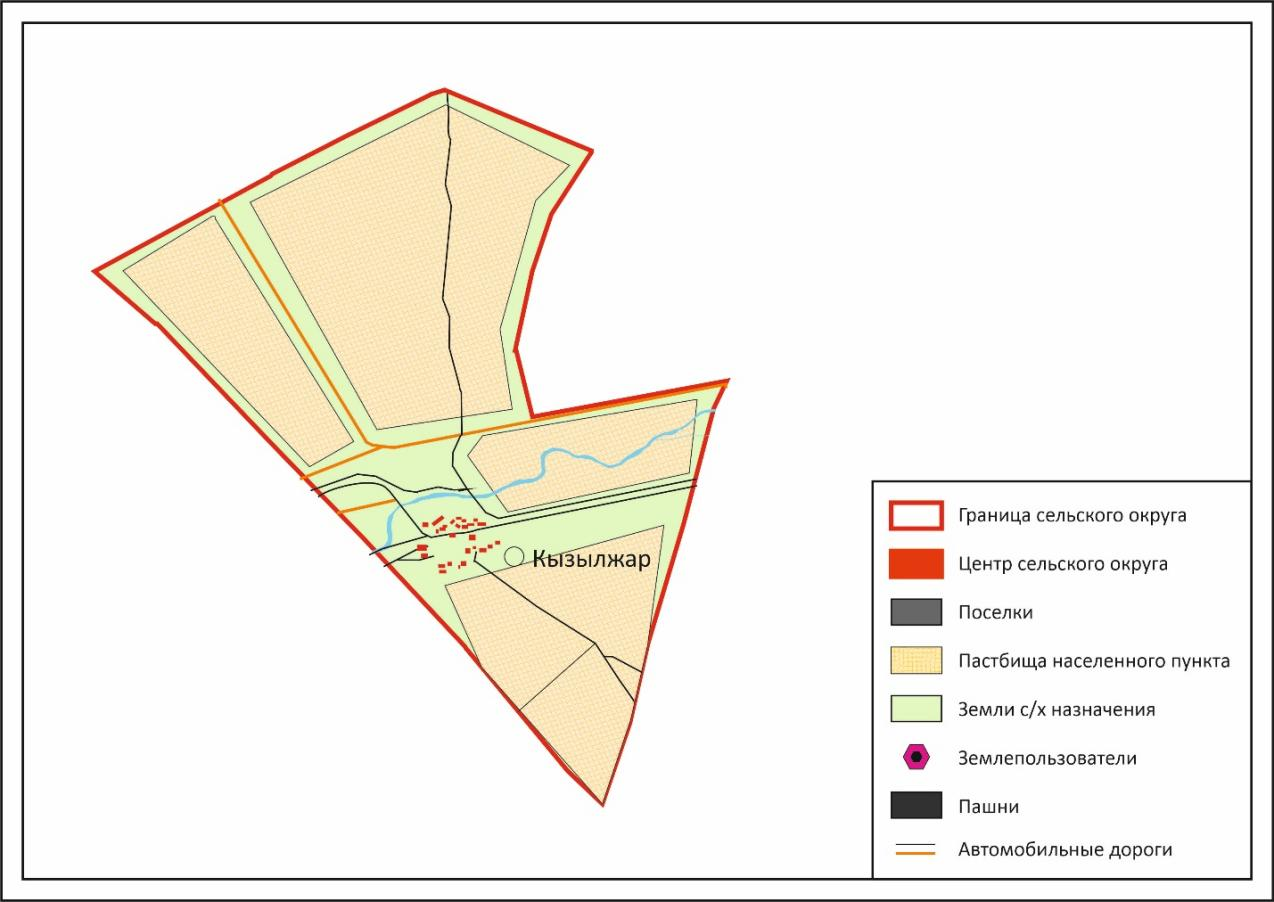 Кызылжар
Граница сельского округа
Центр сельского округа
Поселки
Пастбища населенного пункта
Земли с/х назначения
Землепользователи
Пашни
Автомобильные дороги